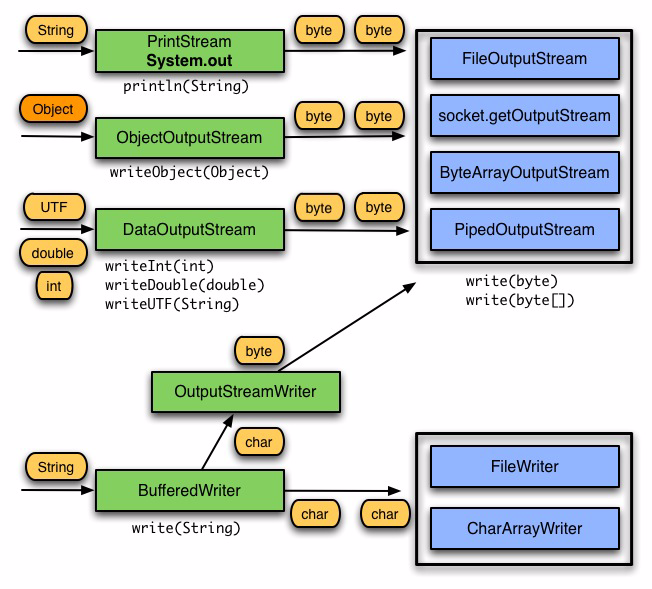 String
byte
byte
PrintStream
System.out
println(String)
FileOutputStream
Object
byte
byte
ObjectOutputStream
writeObject(Object)
socket.getOutputStream
ByteArrayOutputStream
UTF
double
int
byte
byte
DataOutputStream
writeInt(int)
writeDouble(double)
writeUTF(String)
PipedOutputStream
write(byte)
write(byte[])
byte
OutputStreamWriter
char
String
BufferedWriter
write(String)
char
char
FileWriter
CharArrayWriter